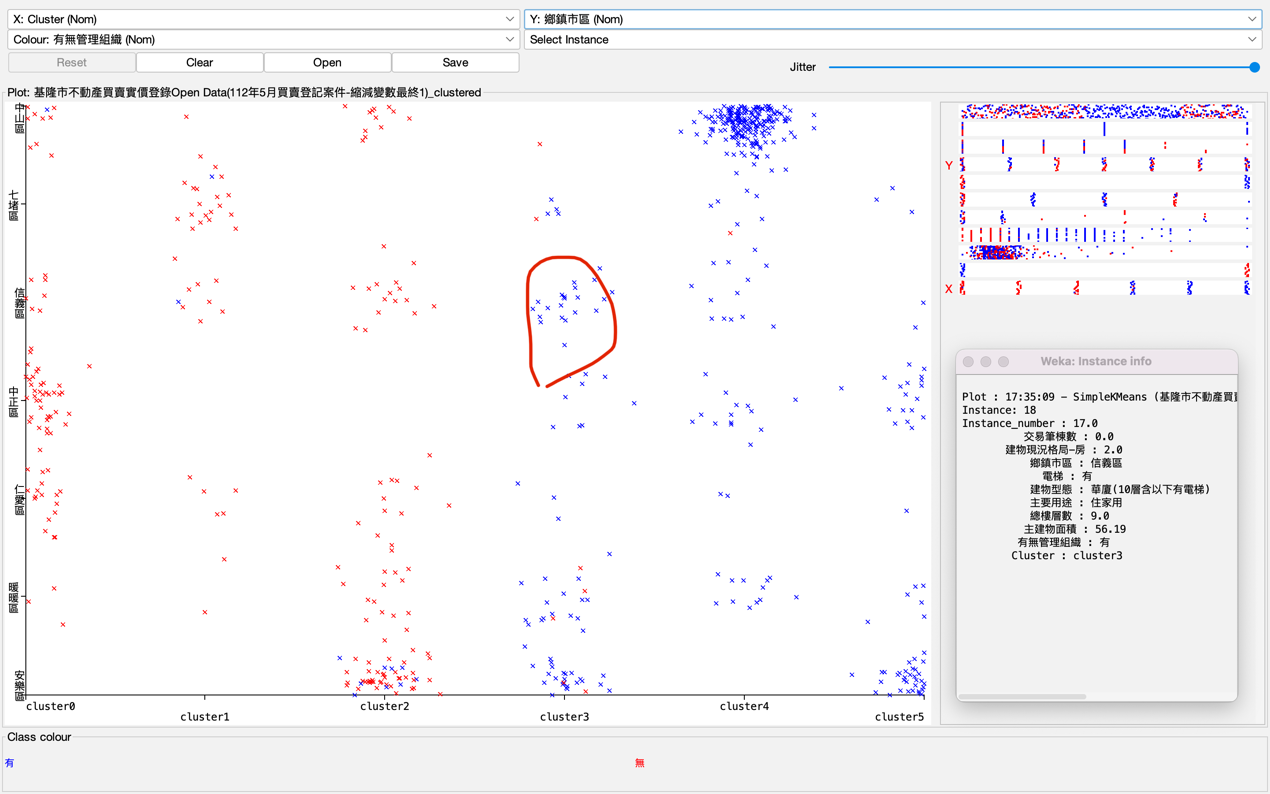 X: Cluster (Nom)
Y: 鄉鎮市區 (Nom)
Colour: 有無管理組織 (Nom)
Select Instance
Reset
Clear
Open
Save
Jitter
Plot: 基隆市不動產買賣實價登錄Open Data(112年5月買賣登記案件-縮減變數最終1)_clustered
中山區
七堵區
信義區
中正區
仁愛區
暖暖區
安樂區
cluster0
cluster1
cluster2
cluster3
cluster4
cluster5
Y
X
Weka: Instance info
Plot : 17:35:09 - SimpleKMeans (基隆市不動產買
Instance: 18
Instance_number : 17.0
交易筆棟數 : 0.0
建物現況格局-房 : 2.0
鄉鎮市區 : 信義區
電梯 : 有
建物型態 : 華廈(10層含以下有電梯)
主要用途 : 住家用
總樓層數 : 9.0
主建物面積 : 56.19
有無管理組織 : 有
Cluster : cluster3
Class colour
有
無